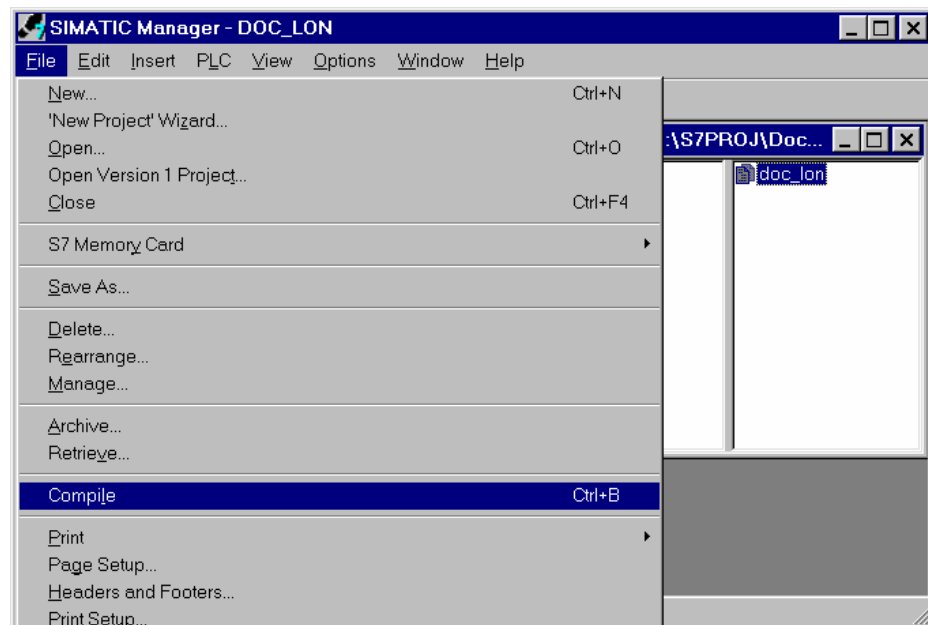 SIMATIC Manager - DOC_LON
File Edit Insert PLC View Options Window Help
New... Ctrl+N
'New Project' Wizard...
Open... Ctrl+O
Open Version 1 Project...
Close Ctrl+F4
S7 Memory Card
Save As...
Delete...
Rearrange...
Manage...
Archive...
Retrieve...
Compile Ctrl+B
Print
Page Setup...
Headers and Footers...
Print Setup...
:\S7PROJ\Doc...
doc_lon